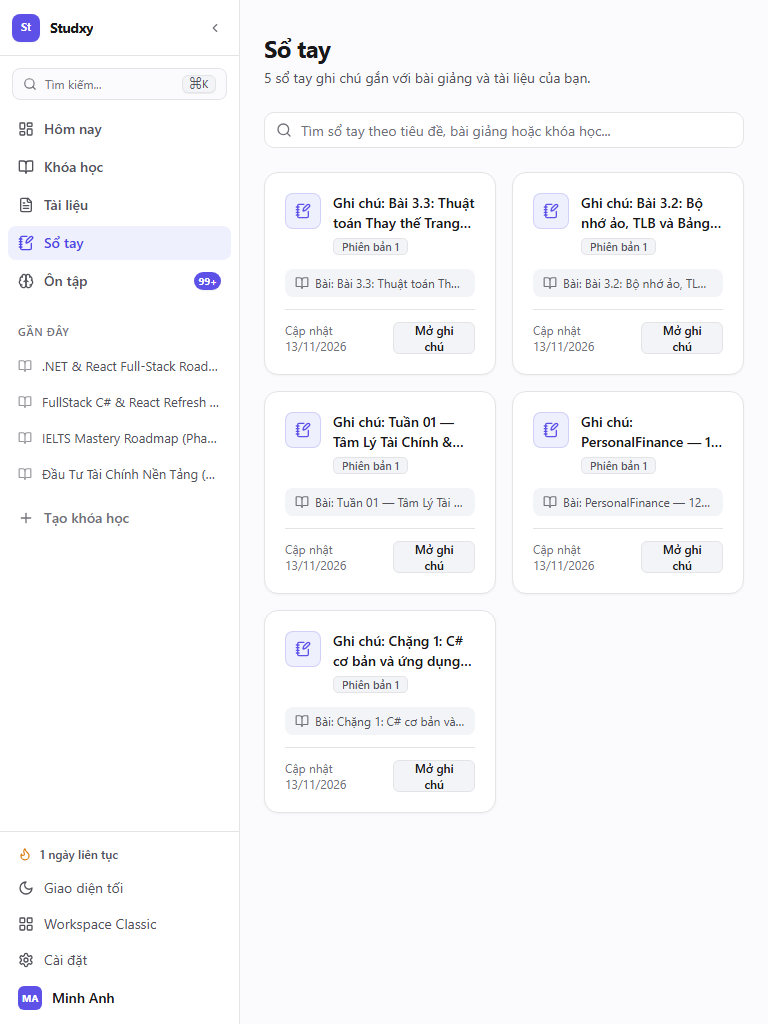 St Studxy
Tìm kiếm... ⌘K
Hôm nay
Khóa học
Tài liệu
Sổ tay
Ôn tập 99+
GẦN ĐÂY
.NET & React Full-Stack Road...
FullStack C# & React Refresh ...
IELTS Mastery Roadmap (Pha...
Đầu Tư Tài Chính Nền Tảng (...
Tạo khóa học
1 ngày liên tục
Giao diện tối
Workspace Classic
Cài đặt
MA Minh Anh
Sổ tay
5 sổ tay ghi chú gắn với bài giảng và tài liệu của bạn.
Tìm sổ tay theo tiêu đề, bài giảng hoặc khóa học...
Ghi chú: Bài 3.3: Thuật
toán Thay thế Trang...
Phiên bản 1
Bài: Bài 3.3: Thuật toán Th...
Cập nhật
13/11/2026
Mở ghi
chú
Ghi chú: Bài 3.2: Bộ
nhớ ảo, TLB và Bảng...
Phiên bản 1
Bài: Bài 3.2: Bộ nhớ ảo, TL...
Cập nhật
13/11/2026
Mở ghi
chú
Ghi chú: Tuần 01 —
Tâm Lý Tài Chính &...
Phiên bản 1
Bài: Tuần 01 — Tâm Lý Tài ...
Cập nhật
13/11/2026
Mở ghi
chú
Ghi chú:
PersonalFinance — 1...
Phiên bản 1
Bài: PersonalFinance — 12...
Cập nhật
13/11/2026
Mở ghi
chú
Ghi chú: Chặng 1: C#
cơ bản và ứng dụng...
Phiên bản 1
Bài: Chặng 1: C# cơ bản và...
Cập nhật
13/11/2026
Mở ghi
chú